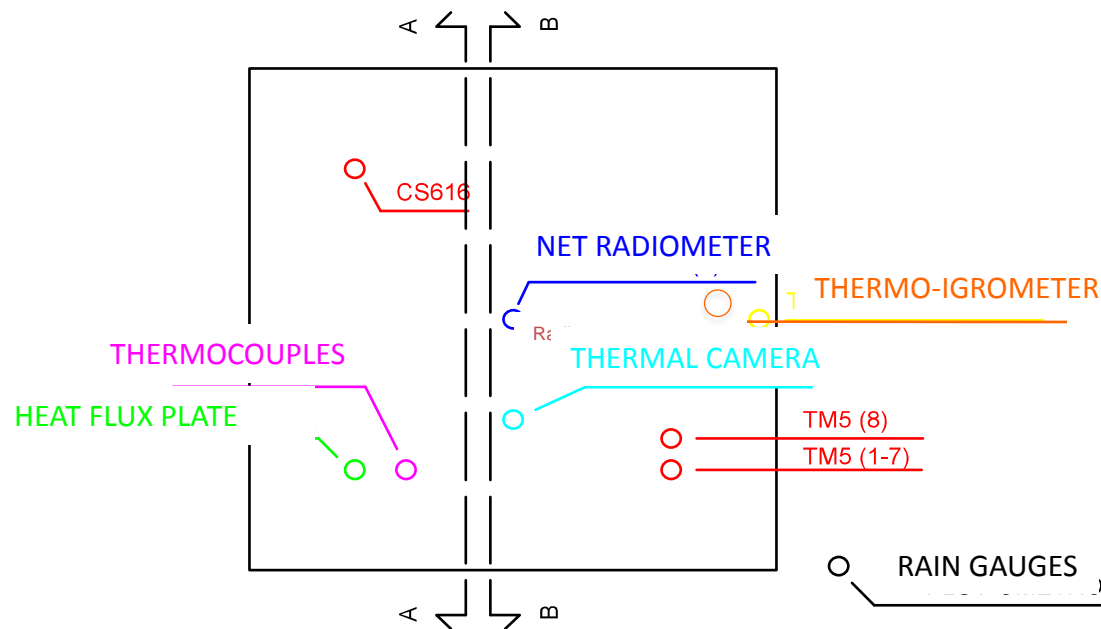 A
B
CS616
NET RADIOMETER
THERMO-IGROMETER
THERMOCOUPLES
THERMAL CAMERA
HEAT FLUX PLATE
TM5 (8)
TM5 (1-7)
RAIN GAUGES
A
B